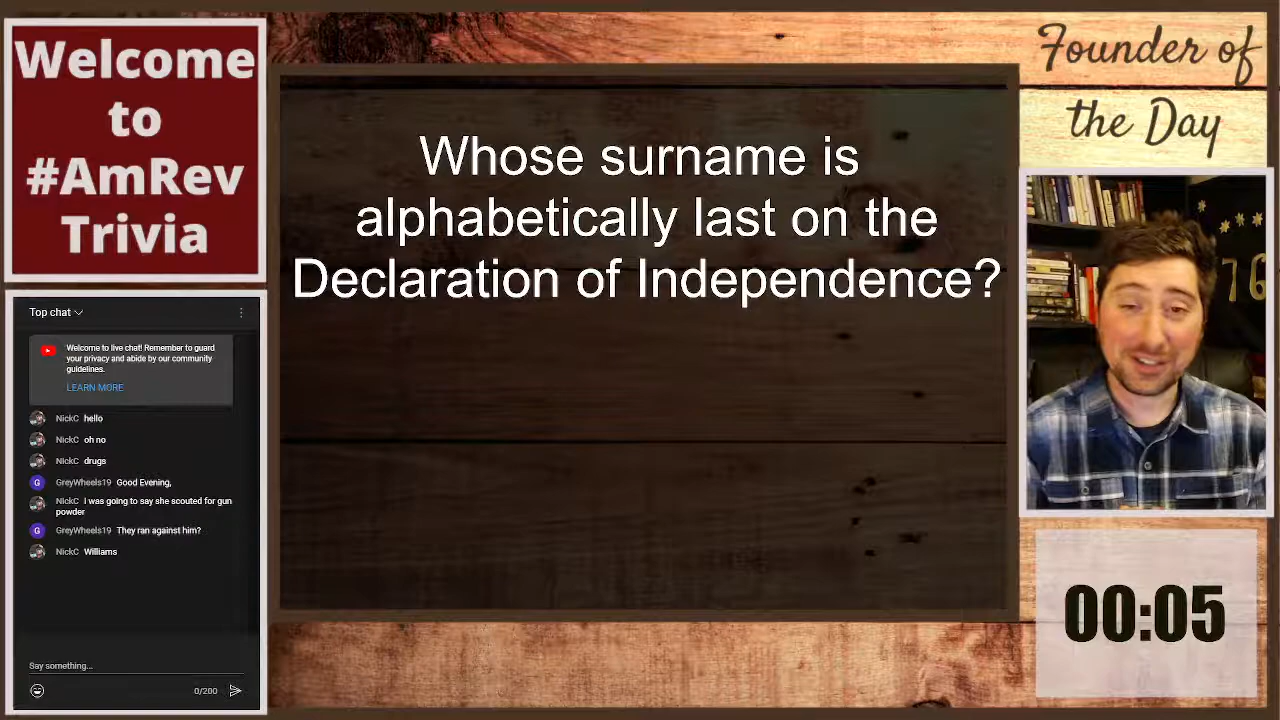 Welcome
to
#AmRev
Trivia
Founder of
the Day
Whose surname is
alphabetically last on the
Declaration of Independence?
76
Top chat
Welcome to live chat! Remember to guard
your privacy and abide by our community
guidelines.
LEARN MORE
NickC hello
NickC oh no
NickC drugs
G GreyWheels19 Good Evening,
NickC I was going to say she scouted for gun
powder
G GreyWheels19 They ran against him?
NickC Williams
Say something...
0/200
00:05